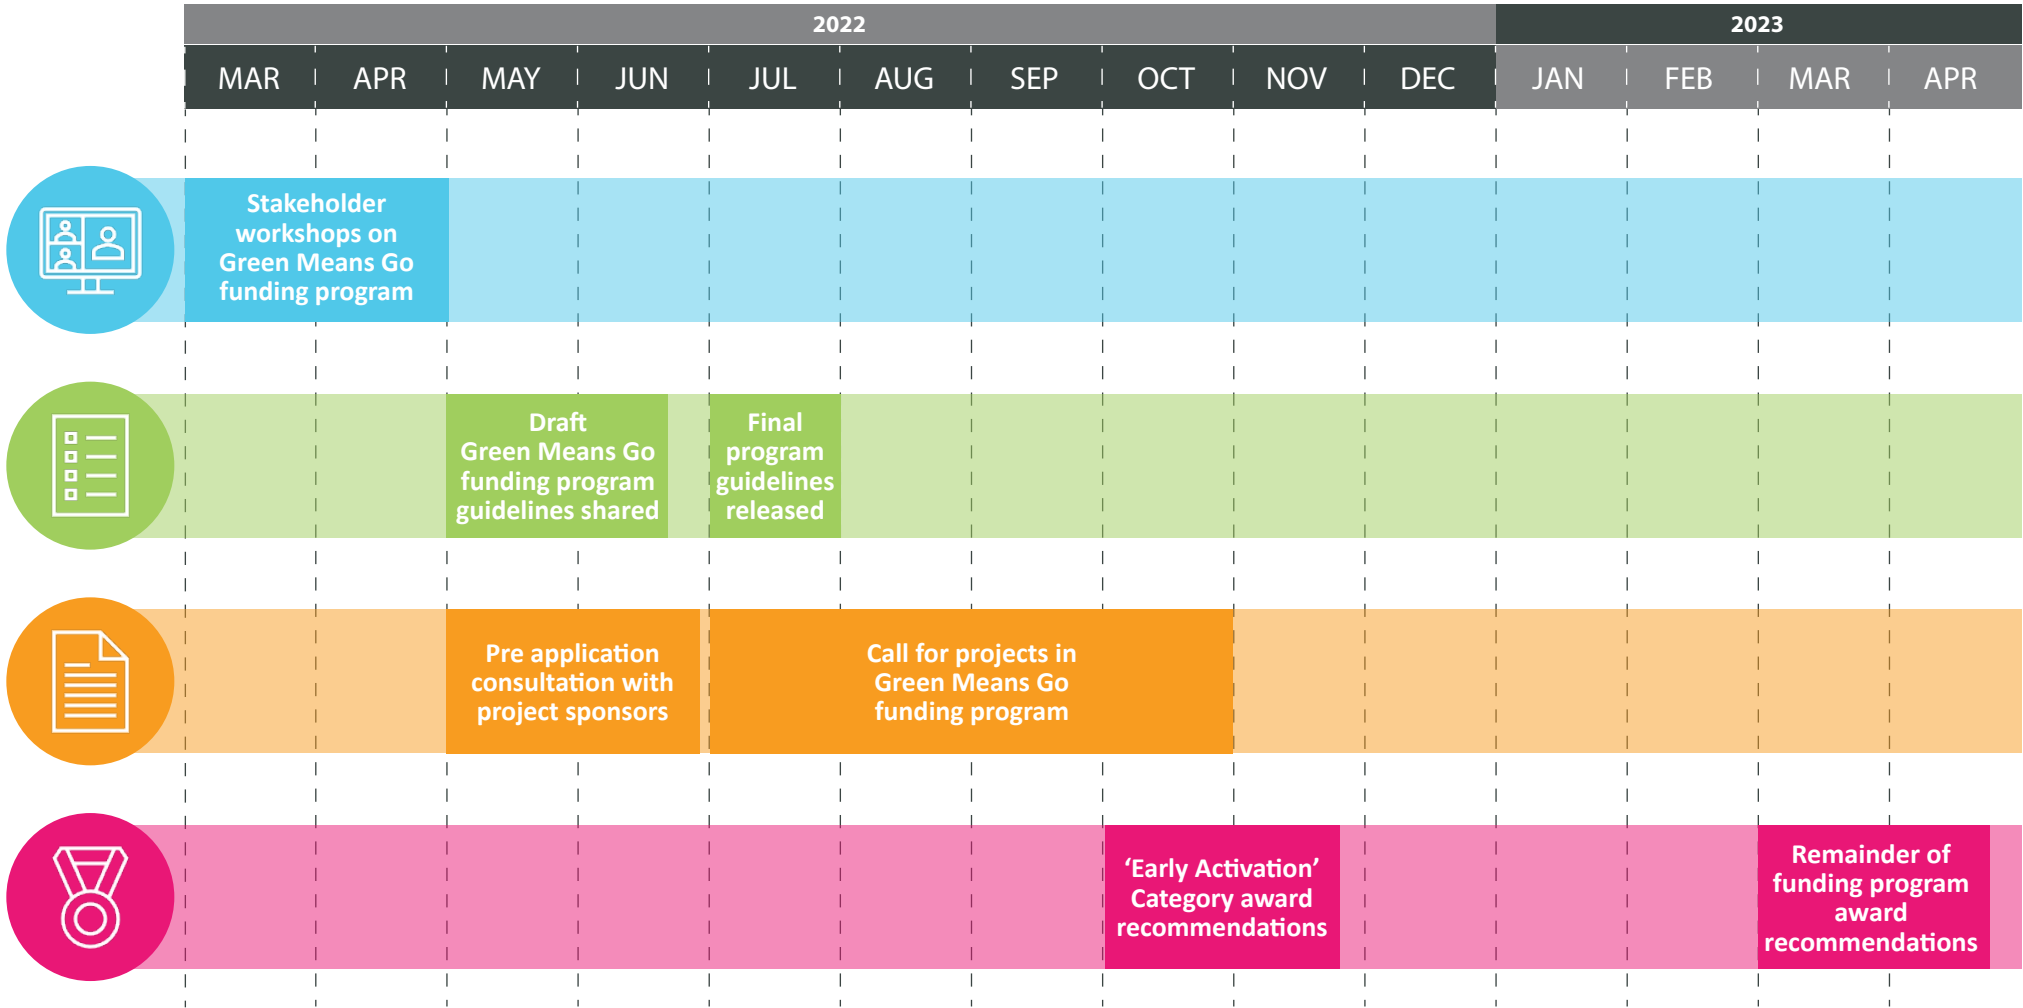 2022
2023
MAR APR MAY JUN JUL AUG SEP OCT NOV DEC JAN FEB MAR APR
Stakeholder
workshops on
Green Means Go
funding program
Draft
Green Means Go
funding program
guidelines shared
Final
program
guidelines
released
Pre application
consultation with
project sponsors
Call for projects in
Green Means Go
funding program
‘Early Activation’
Category award
recommendations
Remainder of
funding program
award
recommendations